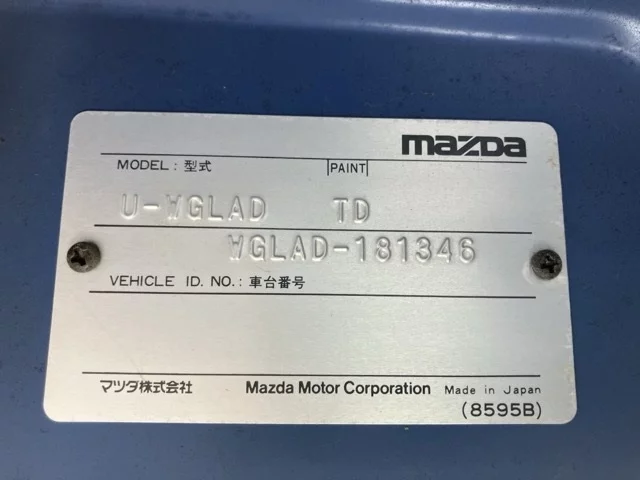 mazda
MODEL : 型式 PAINT
U-WGLAD TD
WGLAD-181346
VEHICLE ID. NO. : 車台番号
マツダ株式会社 Mazda Motor Corporation Made in Japan
(8595B)